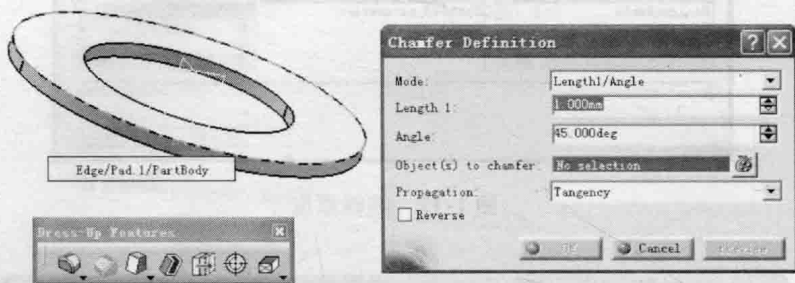 Chamfer Definition
Mode: Length1/Angle
Length 1: 1.000mm
Angle: 45.000deg
Object(s) to chamfer: No selection
Propagation: Tangency
Reverse
Cancel
Edge/Pad.1/PartBody
Dress-Up Features